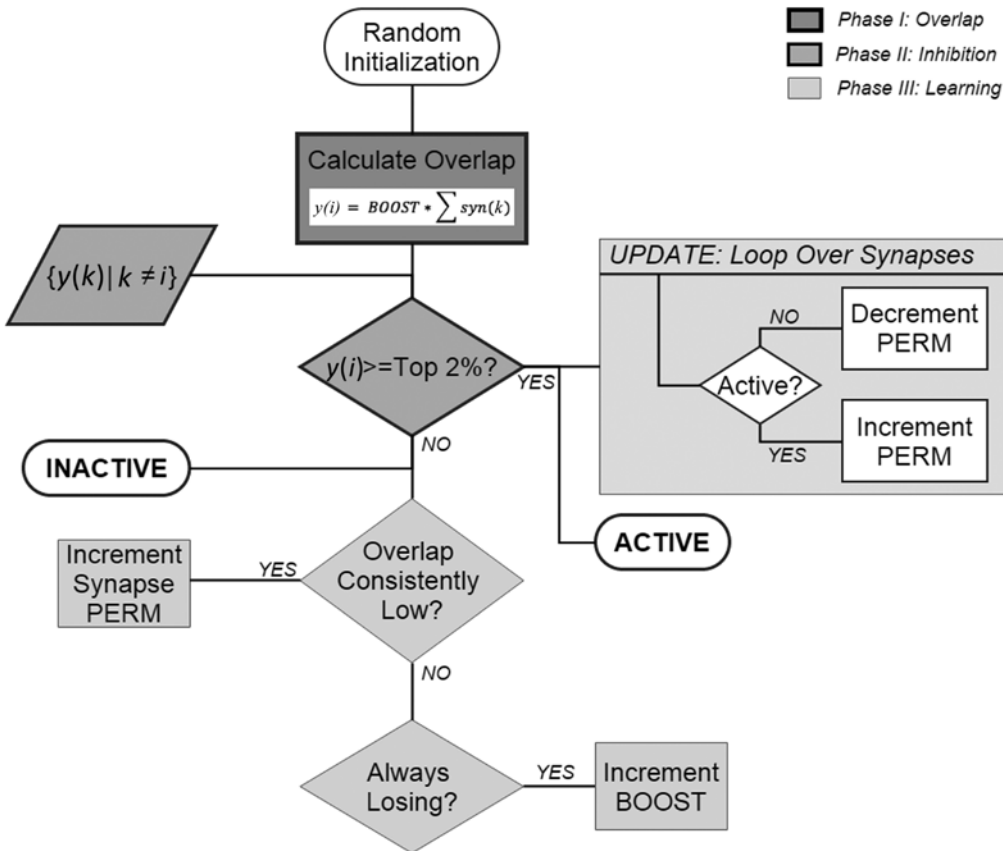 Random
Initialization
Phase I: Overlap
Phase II: Inhibition
Phase III: Learning
Calculate Overlap
y(i) = BOOST * ∑ syn(k)
{y(k)| k ≠ i}
UPDATE: Loop Over Synapses
NO
Decrement
PERM
Active?
YES
Increment
PERM
y(i)>=Top 2%?
YES
NO
INACTIVE
ACTIVE
Increment
Synapse
PERM
YES
Overlap
Consistently
Low?
NO
Always
Losing?
YES
Increment
BOOST